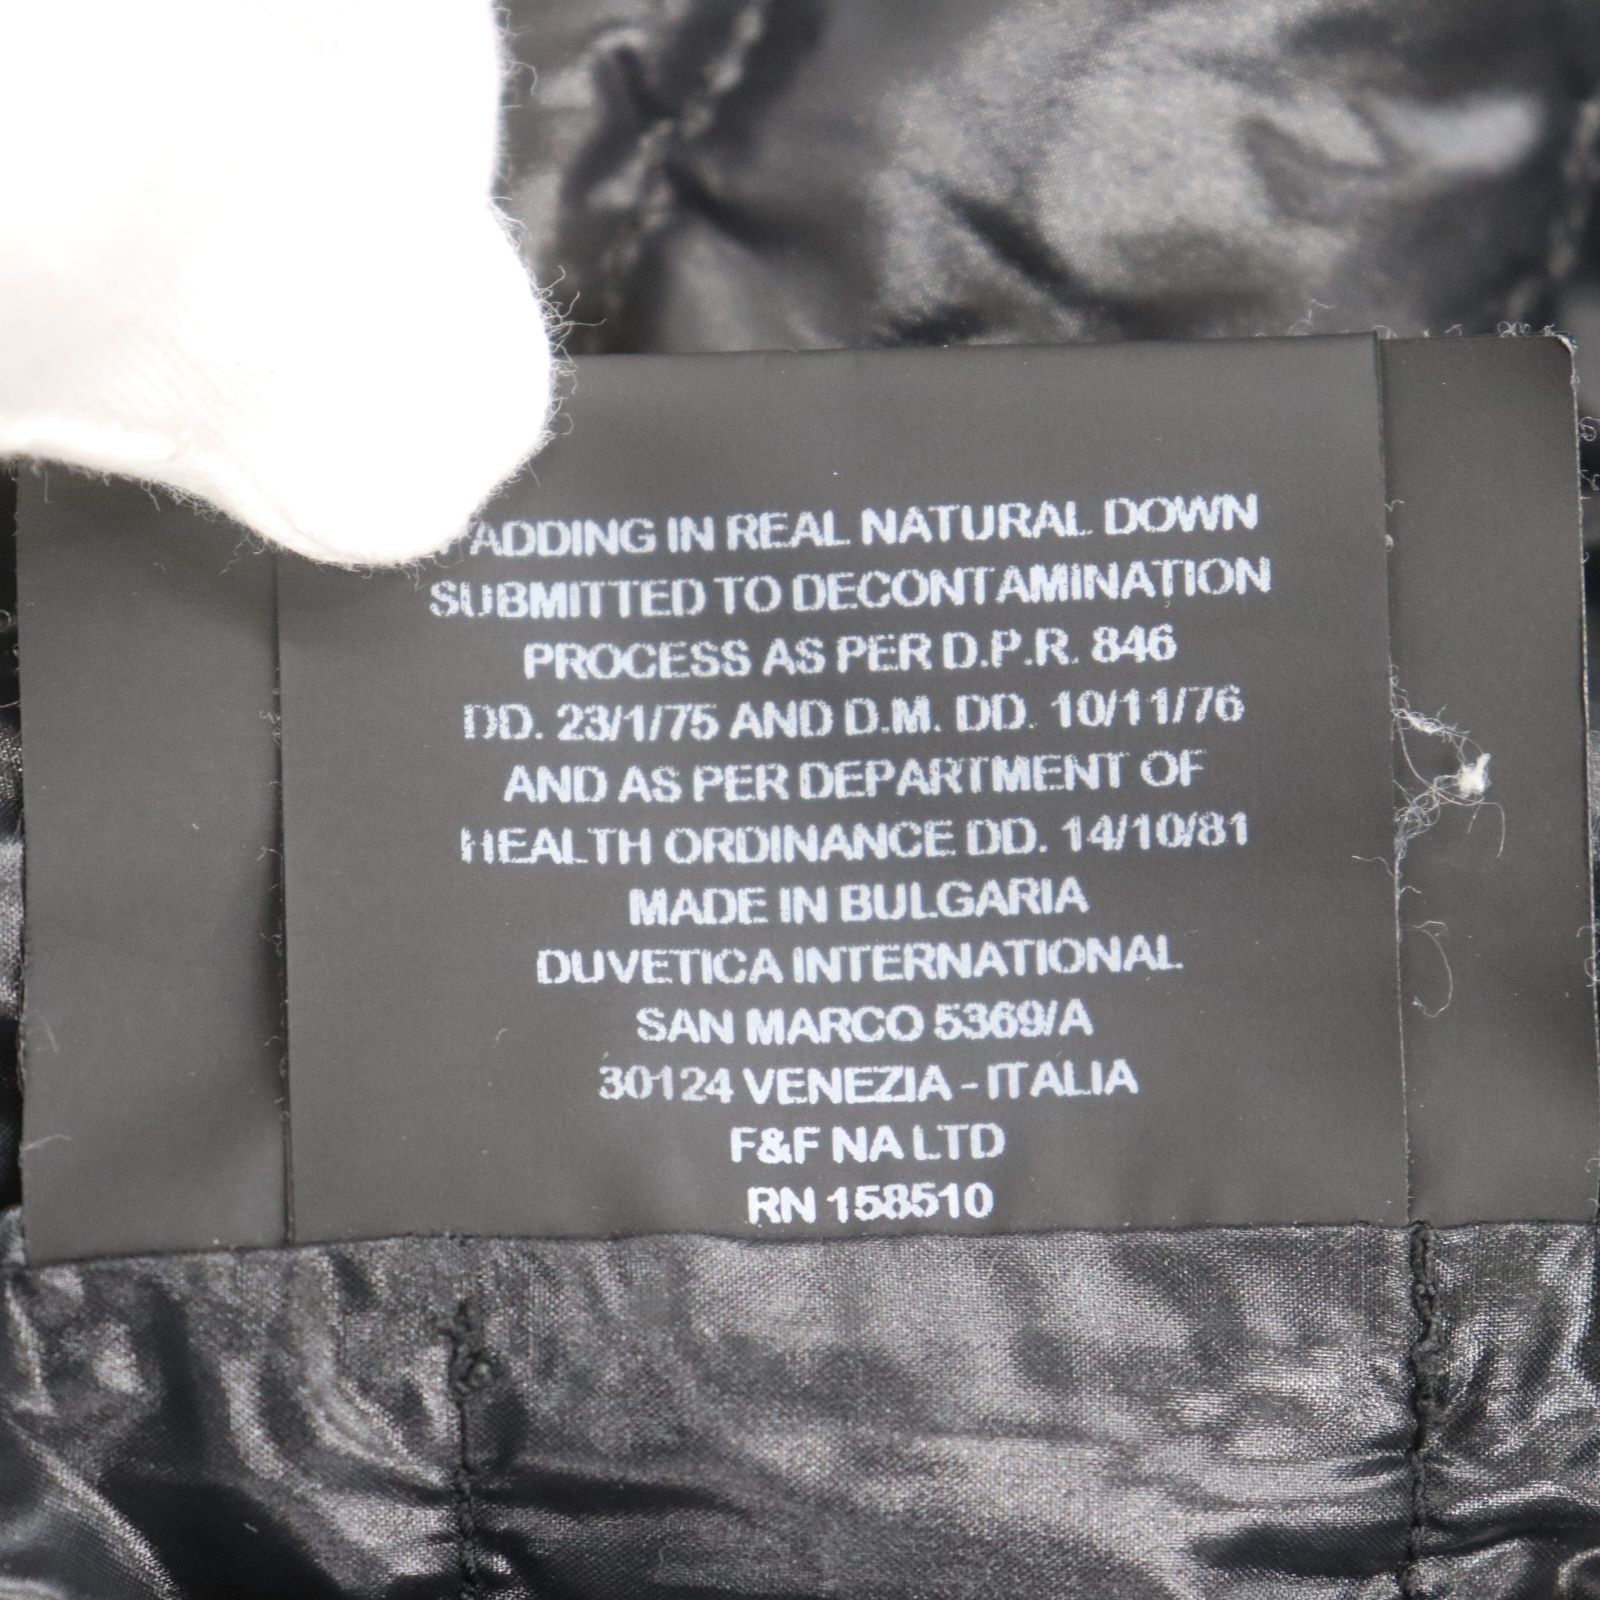 PADDING IN REAL NATURAL DOWN
SUBMITTED TO DECONTAMINATION
PROCESS AS PER D.P.R. 846
DD. 23/1/75 AND D.M. DD. 10/11/76
AND AS PER DEPARTMENT OF
HEALTH ORDINANCE DD. 14/10/81
MADE IN BULGARIA
DUVETICA INTERNATIONAL
SAN MARCO 5369/A
30124 VENEZIA - ITALIA
F&F NA LTD
RN 158510